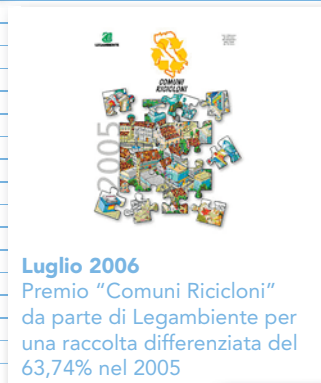 LEGAMBIENTE
COMUNI
RICICLONI
2005
Luglio 2006
Premio “Comuni Ricicloni”
da parte di Legambiente per
una raccolta differenziata del
63,74% nel 2005